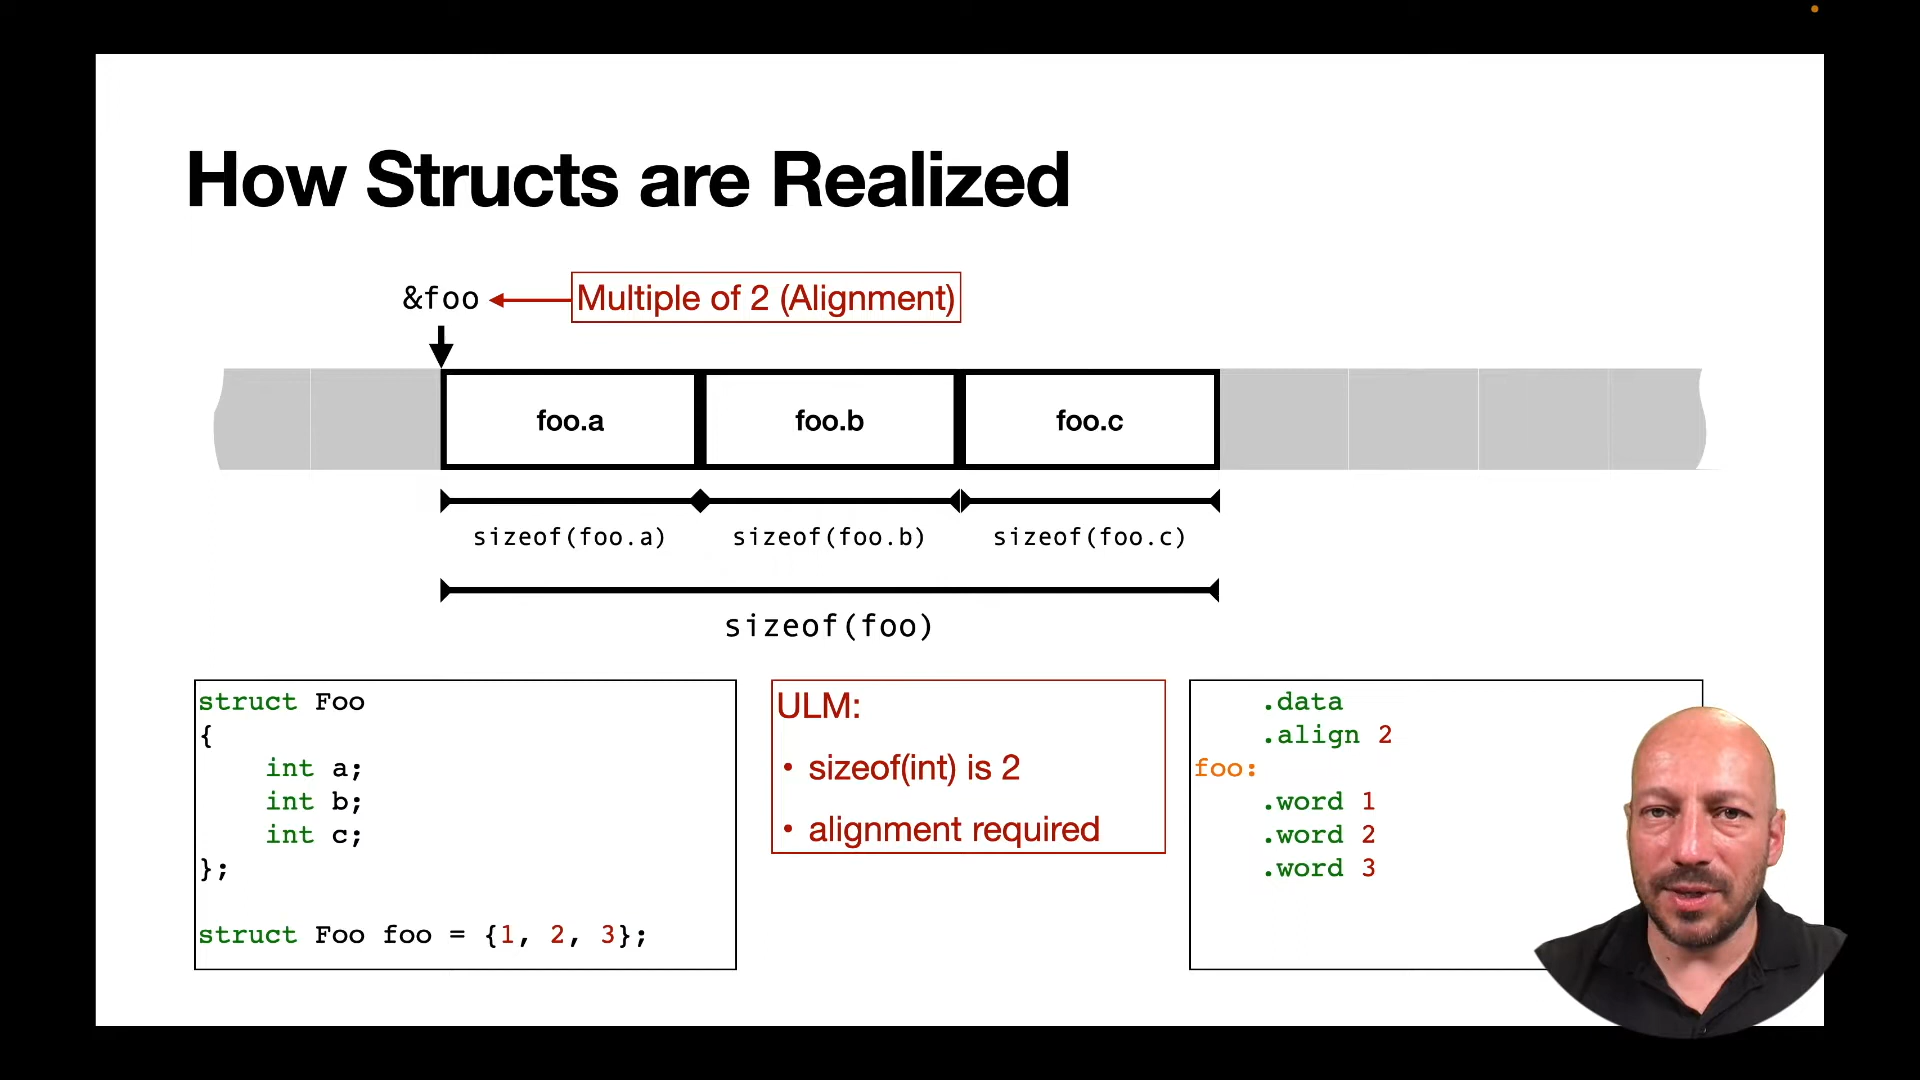 How Structs are Realized
&foo
Multiple of 2 (Alignment)
foo.a
foo.b
foo.c
sizeof(foo.a)
sizeof(foo.b)
sizeof(foo.c)
sizeof(foo)
struct Foo
{
    int a;
    int b;
    int c;
};
struct Foo foo = {1, 2, 3};
ULM:
• sizeof(int) is 2
• alignment required
    .data
    .align 2
foo:
    .word 1
    .word 2
    .word 3